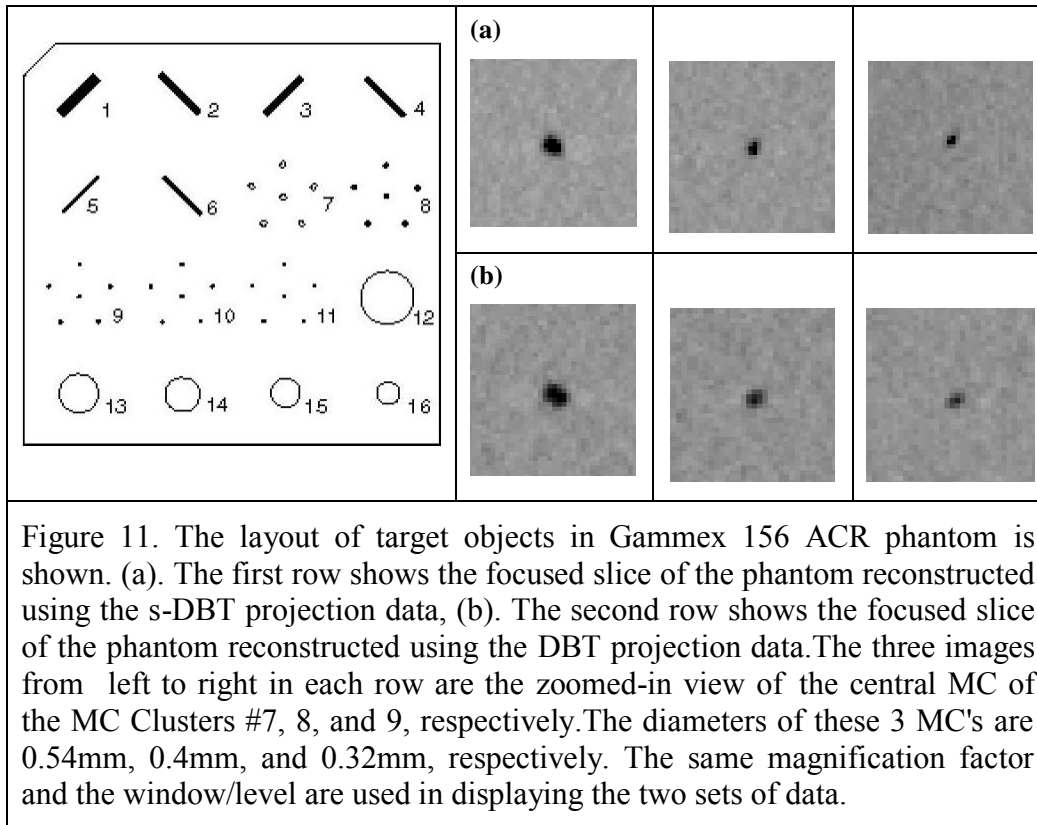 1 2 3 4
5 6 7 8
9 10 11 12
13 14 15 16
(a)
(b)
Figure 11. The layout of target objects in Gammex 156 ACR phantom is
shown. (a). The first row shows the focused slice of the phantom reconstructed
using the s-DBT projection data, (b). The second row shows the focused slice
of the phantom reconstructed using the DBT projection data.The three images
from left to right in each row are the zoomed-in view of the central MC of
the MC Clusters #7, 8, and 9, respectively.The diameters of these 3 MC's are
0.54mm, 0.4mm, and 0.32mm, respectively. The same magnification factor
and the window/level are used in displaying the two sets of data.